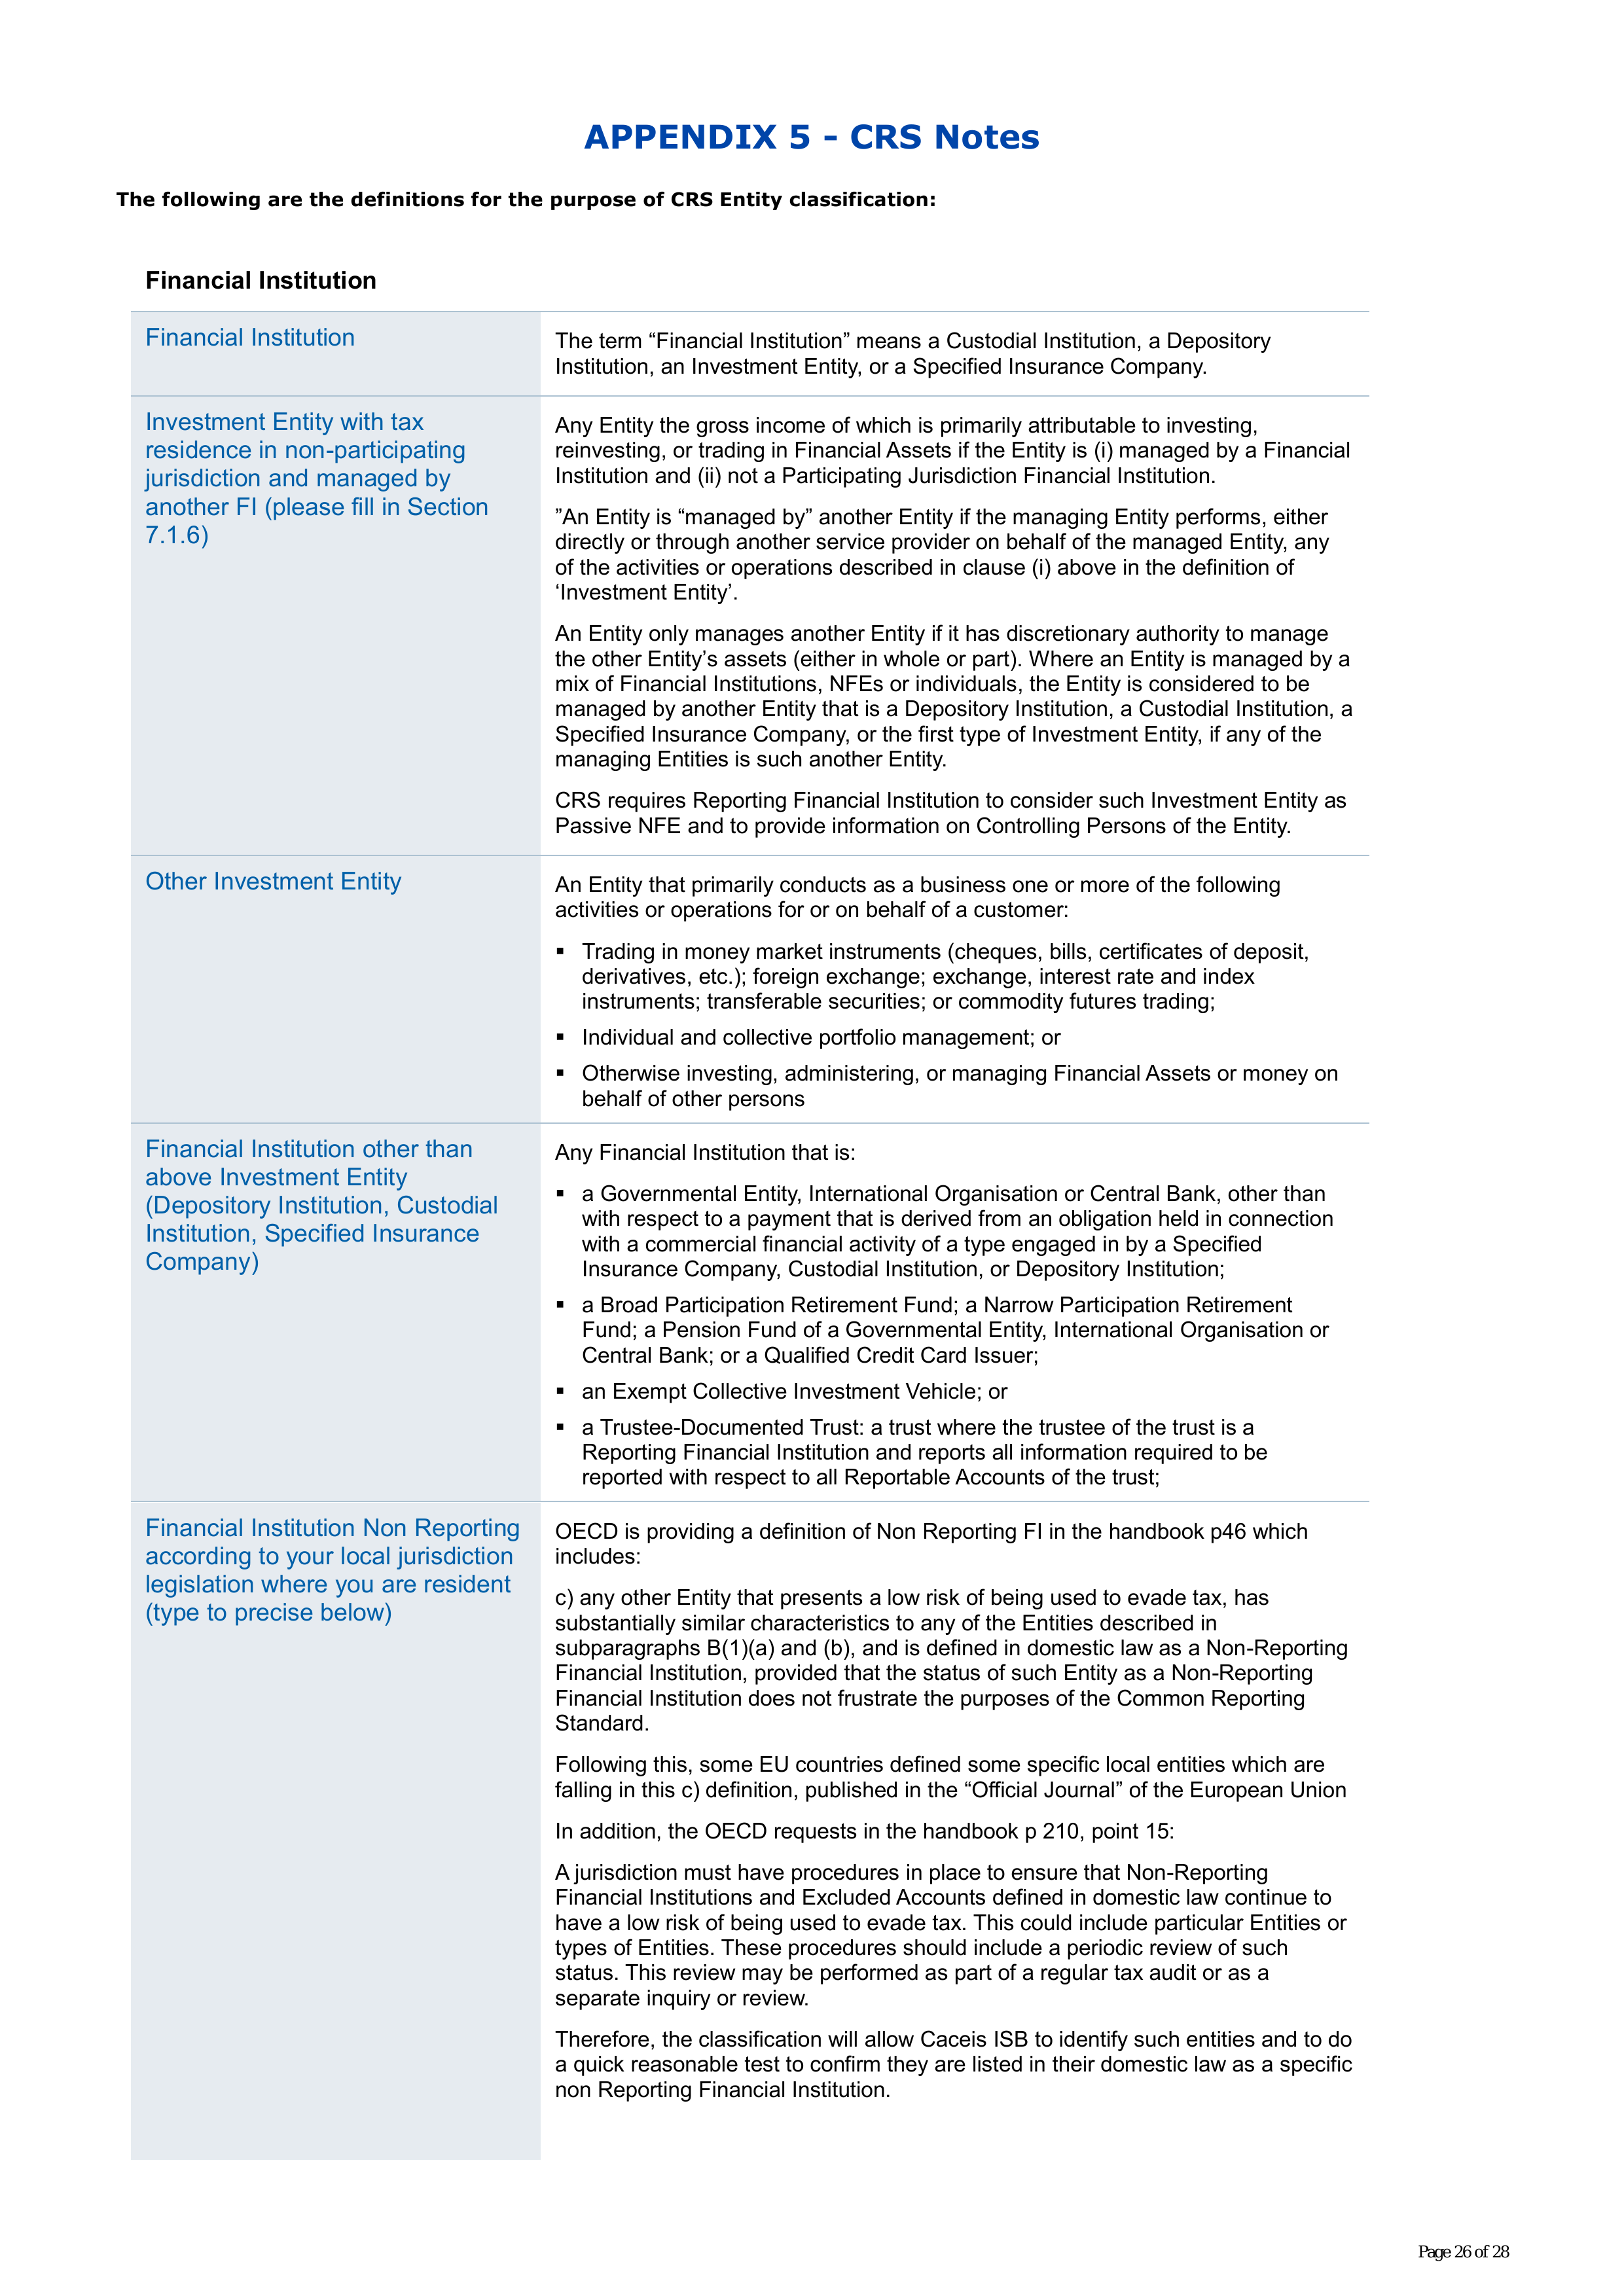 APPENDIX 5 – CRS Notes
The following are the definitions for the purpose of CRS Entity classification:
Financial Institution
Financial Institution
The term “Financial Institution” means a Custodial Institution, a Depository
Institution, an Investment Entity, or a Specified Insurance Company.
Investment Entity with tax
residence in non-participating
jurisdiction and managed by
another FI (please fill in Section
7.1.6)
Any Entity the gross income of which is primarily attributable to investing,
reinvesting, or trading in Financial Assets if the Entity is (i) managed by a Financial
Institution and (ii) not a Participating Jurisdiction Financial Institution.
”An Entity is “managed by” another Entity if the managing Entity performs, either
directly or through another service provider on behalf of the managed Entity, any
of the activities or operations described in clause (i) above in the definition of
‘Investment Entity’.
An Entity only manages another Entity if it has discretionary authority to manage
the other Entity’s assets (either in whole or part). Where an Entity is managed by a
mix of Financial Institutions, NFEs or individuals, the Entity is considered to be
managed by another Entity that is a Depository Institution, a Custodial Institution, a
Specified Insurance Company, or the first type of Investment Entity, if any of the
managing Entities is such another Entity.
CRS requires Reporting Financial Institution to consider such Investment Entity as
Passive NFE and to provide information on Controlling Persons of the Entity.
Other Investment Entity
An Entity that primarily conducts as a business one or more of the following
activities or operations for or on behalf of a customer:
▪ Trading in money market instruments (cheques, bills, certificates of deposit,
derivatives, etc.); foreign exchange; exchange, interest rate and index
instruments; transferable securities; or commodity futures trading;
▪ Individual and collective portfolio management; or
▪ Otherwise investing, administering, or managing Financial Assets or money on
behalf of other persons
Financial Institution other than
above Investment Entity
(Depository Institution, Custodial
Institution, Specified Insurance
Company)
Any Financial Institution that is:
▪ a Governmental Entity, International Organisation or Central Bank, other than
with respect to a payment that is derived from an obligation held in connection
with a commercial financial activity of a type engaged in by a Specified
Insurance Company, Custodial Institution, or Depository Institution;
▪ a Broad Participation Retirement Fund; a Narrow Participation Retirement
Fund; a Pension Fund of a Governmental Entity, International Organisation or
Central Bank; or a Qualified Credit Card Issuer;
▪ an Exempt Collective Investment Vehicle; or
▪ a Trustee-Documented Trust: a trust where the trustee of the trust is a
Reporting Financial Institution and reports all information required to be
reported with respect to all Reportable Accounts of the trust;
Financial Institution Non Reporting
according to your local jurisdiction
legislation where you are resident
(type to precise below)
OECD is providing a definition of Non Reporting FI in the handbook p46 which
includes:
c) any other Entity that presents a low risk of being used to evade tax, has
substantially similar characteristics to any of the Entities described in
subparagraphs B(1)(a) and (b), and is defined in domestic law as a Non-Reporting
Financial Institution, provided that the status of such Entity as a Non-Reporting
Financial Institution does not frustrate the purposes of the Common Reporting
Standard.
Following this, some EU countries defined some specific local entities which are
falling in this c) definition, published in the “Official Journal” of the European Union
In addition, the OECD requests in the handbook p 210, point 15:
A jurisdiction must have procedures in place to ensure that Non-Reporting
Financial Institutions and Excluded Accounts defined in domestic law continue to
have a low risk of being used to evade tax. This could include particular Entities or
types of Entities. These procedures should include a periodic review of such
status. This review may be performed as part of a regular tax audit or as a
separate inquiry or review.
Therefore, the classification will allow Caceis ISB to identify such entities and to do
a quick reasonable test to confirm they are listed in their domestic law as a specific
non Reporting Financial Institution.
Page 26 of 28